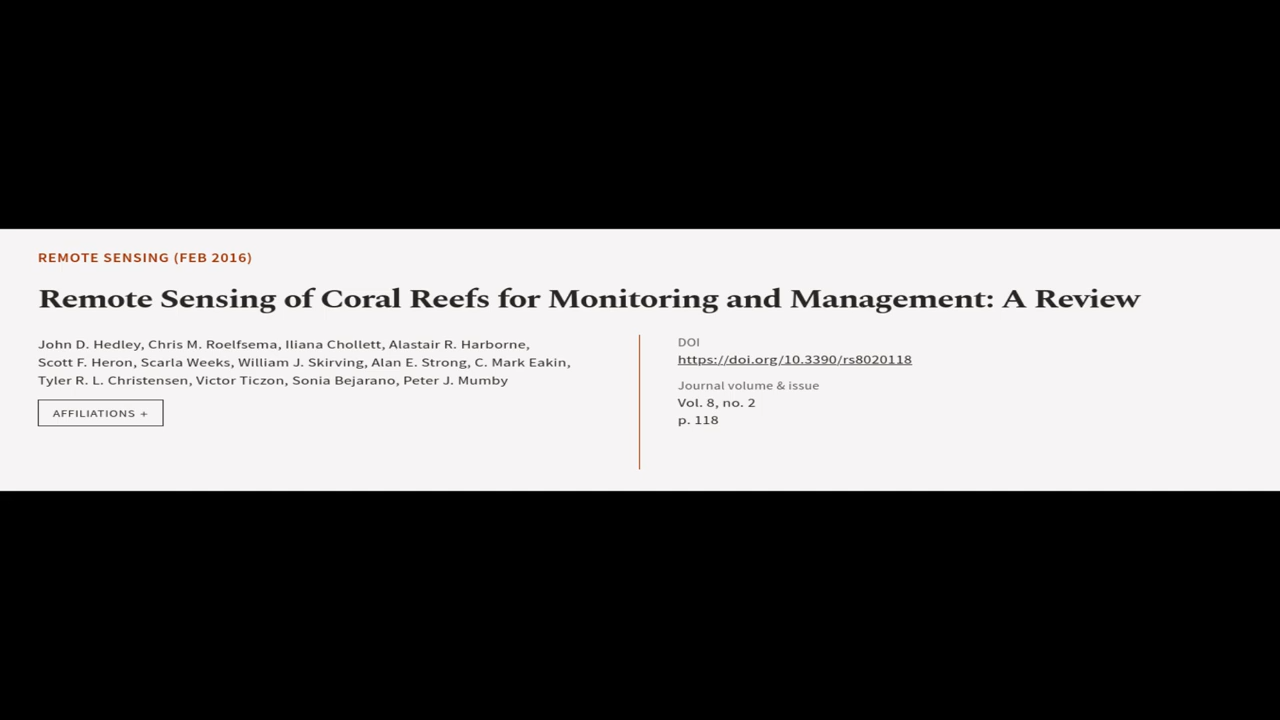 REMOTE SENSING (FEB 2016)
Remote Sensing of Coral Reefs for Monitoring and Management: A Review
John D. Hedley, Chris M. Roelfsema, Iliana Chollett, Alastair R. Harborne,
Scott F. Heron, Scarla Weeks, William J. Skirving, Alan E. Strong, C. Mark Eakin,
Tyler R. L. Christensen, Victor Ticzon, Sonia Bejarano, Peter J. Mumby
AFFILIATIONS +
DOI
https://doi.org/10.3390/rs8020118
Journal volume & issue
Vol. 8, no. 2
p. 118